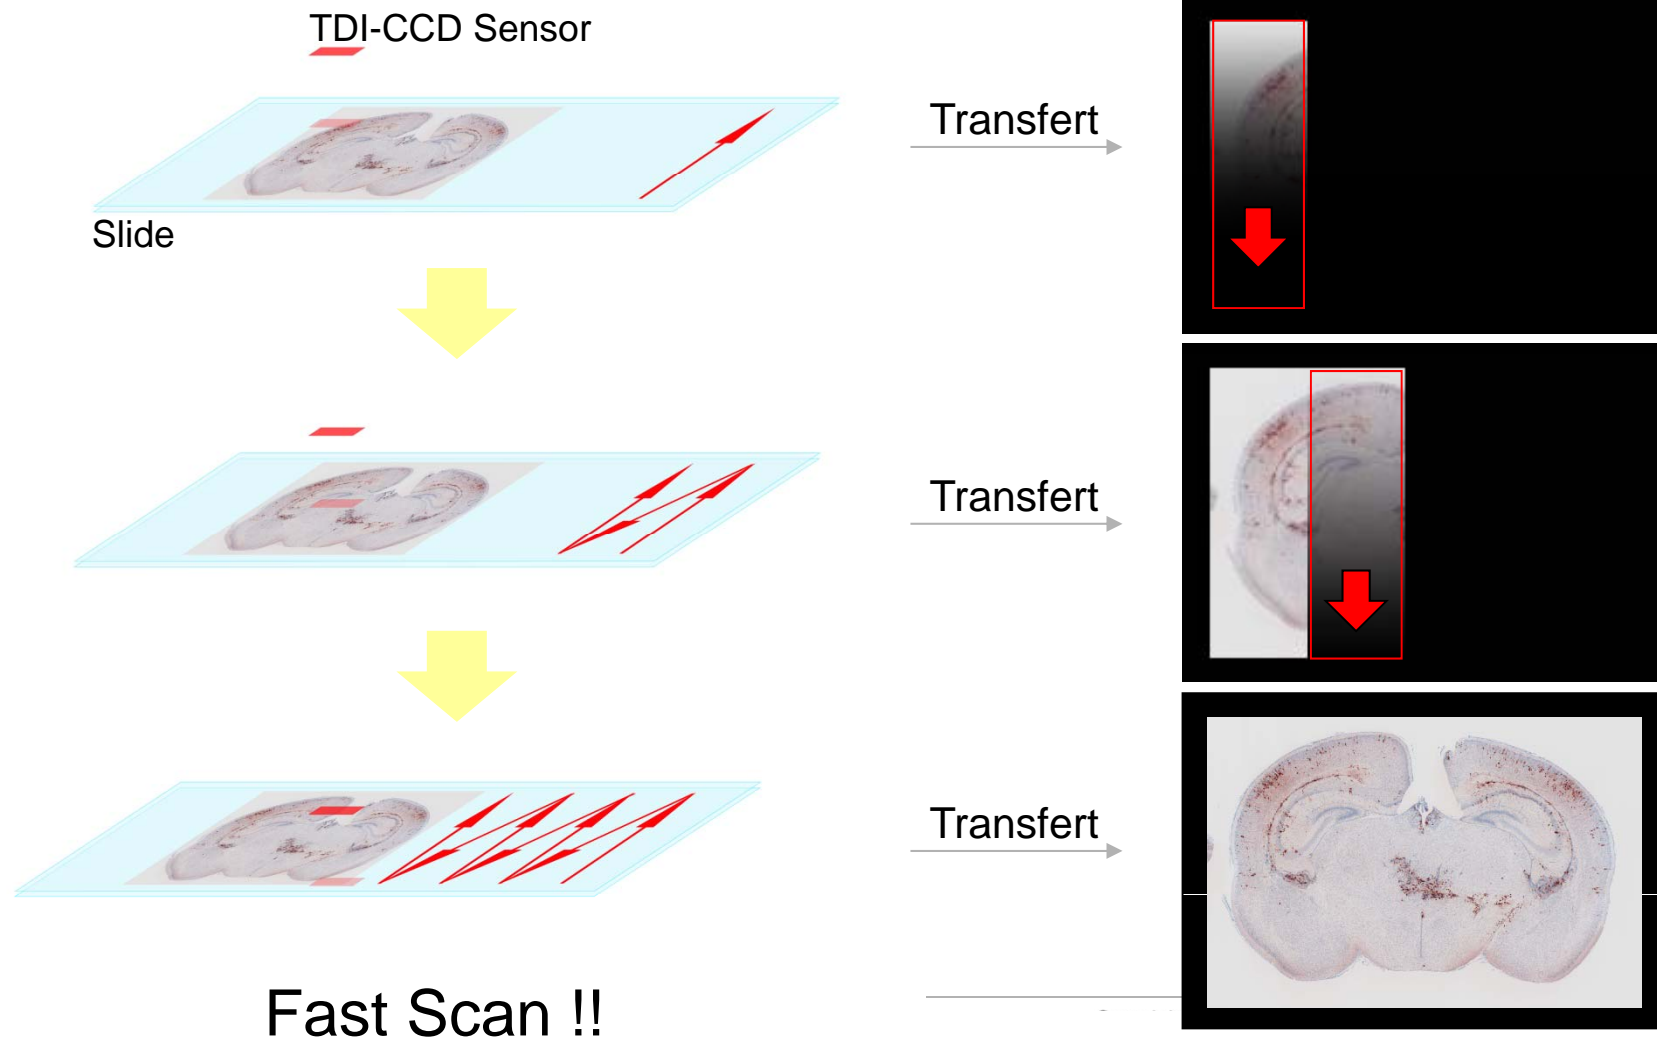 TDI-CCD Sensor
Transfert
Slide
Transfert
Transfert
Fast Scan !!